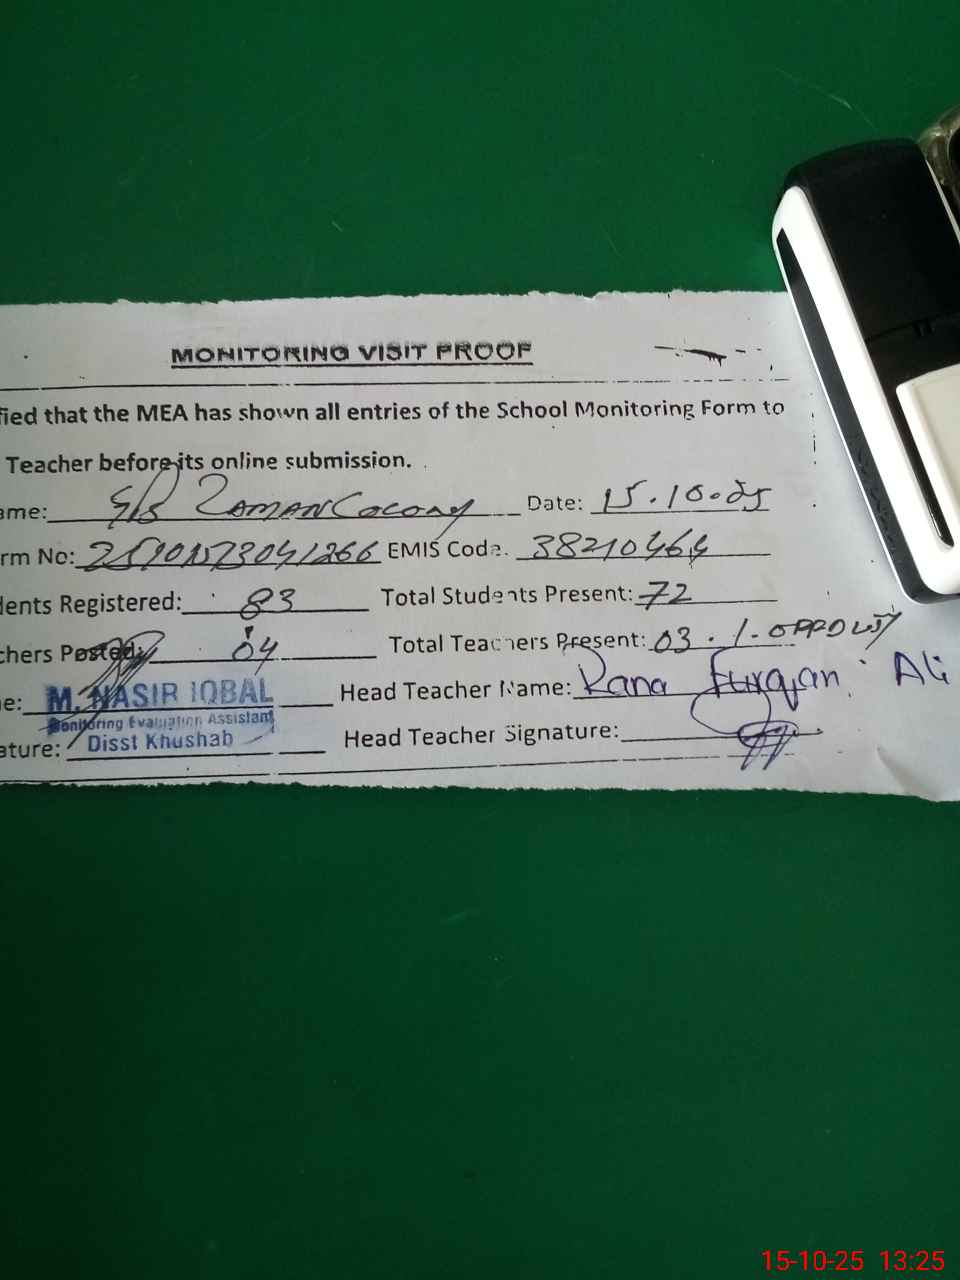 MONITORING VISIT PROOF
fied that the MEA has shown all entries of the School Monitoring Form to
Teacher before its online submission.
ame: ZAMAN Colony Date: 15.10.25
rm No: EMIS Code. 38210464
dents Registered: 83 Total Students Present: 72
chers Posted: 04 Total Teachers Present: 03. 1.
e: M. NASIR IQBAL Head Teacher Name: Rana Furqan Ali
Monitoring Evaluation Assistant
ature: Disst Khushab Head Teacher Signature:
15-10-25 13:25